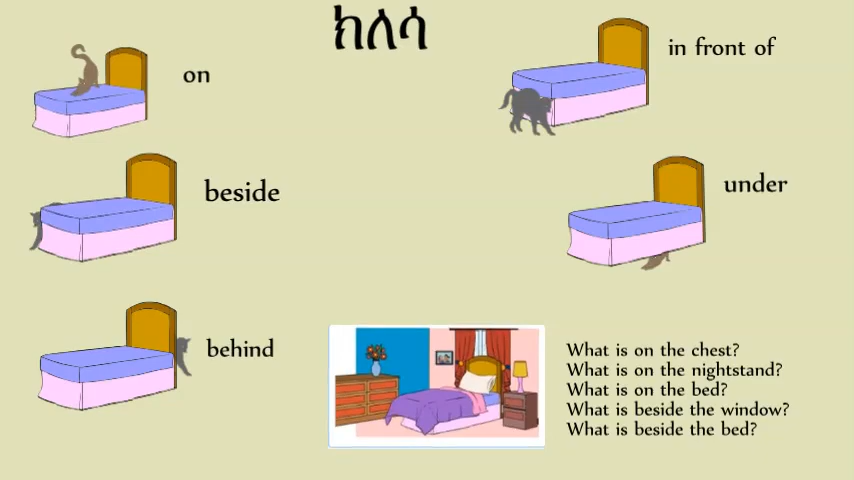 ክለሳ
on
in front of
beside
under
behind
What is on the chest?
What is on the nightstand?
What is on the bed?
What is beside the window?
What is beside the bed?